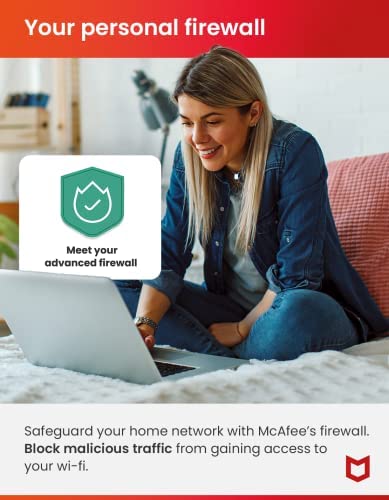 Your personal firewall
Meet your
advanced firewall
Safeguard your home network with McAfee’s firewall.
Block malicious traffic from gaining access to
your wi-fi.